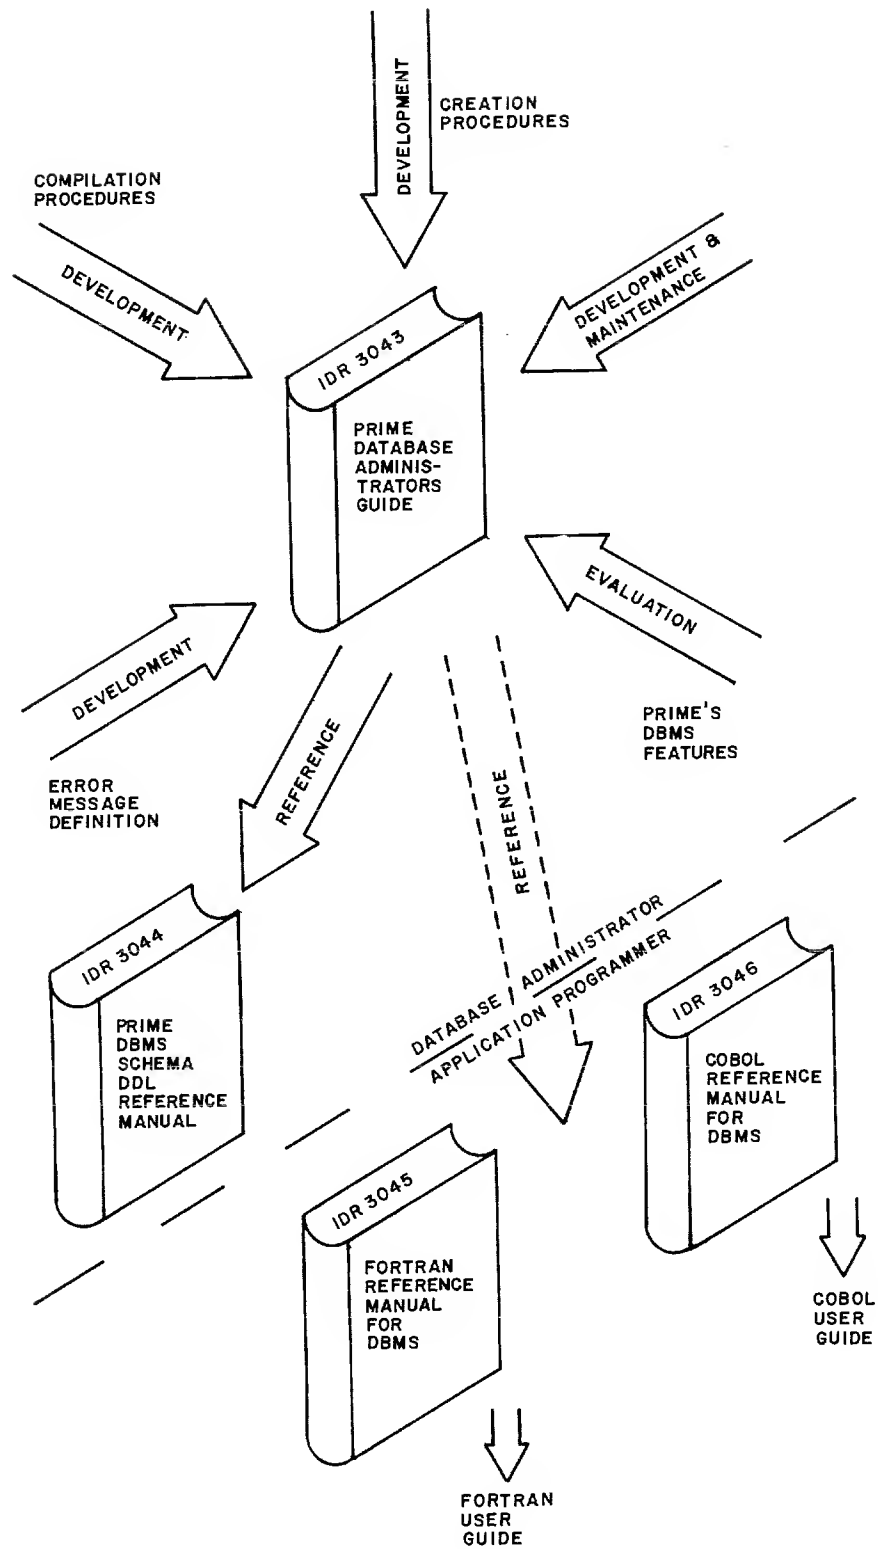 DEVELOPMENT
CREATION
PROCEDURES
COMPILATION
PROCEDURES
DEVELOPMENT
DEVELOPMENT &
MAINTENANCE
IDR 3043
PRIME
DATABASE
ADMINIS-
TRATORS
GUIDE
EVALUATION
PRIME'S
DBMS
FEATURES
DEVELOPMENT
ERROR
MESSAGE
DEFINITION
REFERENCE
REFERENCE
DATABASE ADMINISTRATOR
APPLICATION PROGRAMMER
IDR 3044
PRIME
DBMS
SCHEMA
DDL
REFERENCE
MANUAL
IDR 3046
COBOL
REFERENCE
MANUAL
FOR
DBMS
IDR 3045
FORTRAN
REFERENCE
MANUAL
FOR
DBMS
COBOL
USER
GUIDE
FORTRAN
USER
GUIDE